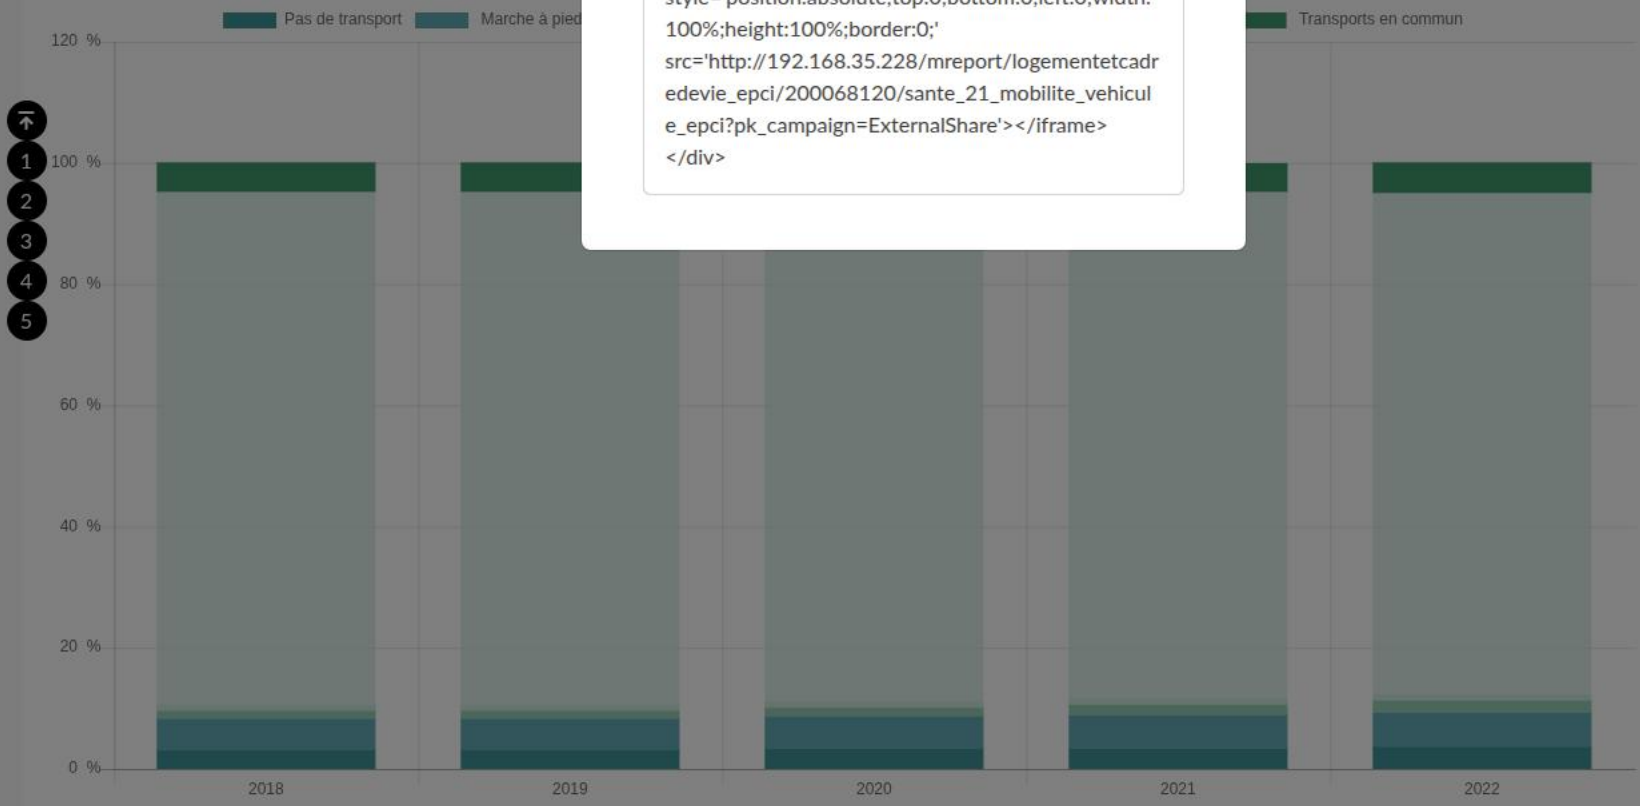 Pas de transport
Marche à pied
Transports en commun
100%;height:100%;border:0;'
src='http://192.168.35.228/mreport/logementetcadr
edevie_epci/200068120/sante_21_mobilite_vehicul
e_epci?pk_campaign=ExternalShare'></iframe>
</div>
120 %
100 %
80 %
60 %
40 %
20 %
0 %
1
2
3
4
5
2018
2019
2020
2021
2022